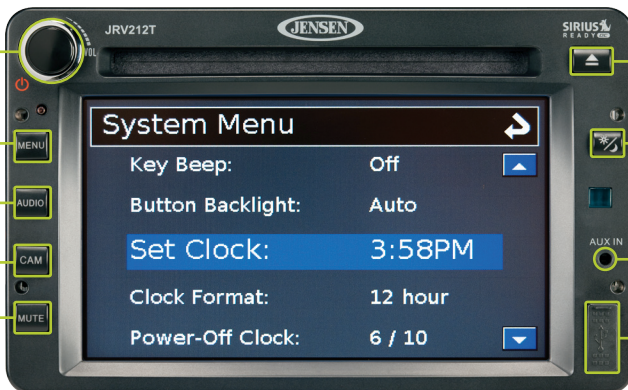 JRV212T
JENSEN
SIRIUS
READY
VOL
System Menu
MENU
Key Beep: Off
Button Backlight: Auto
AUDIO
Set Clock: 3:58PM
AUX IN
CAM
Clock Format: 12 hour
MUTE
Power-Off Clock: 6 / 10